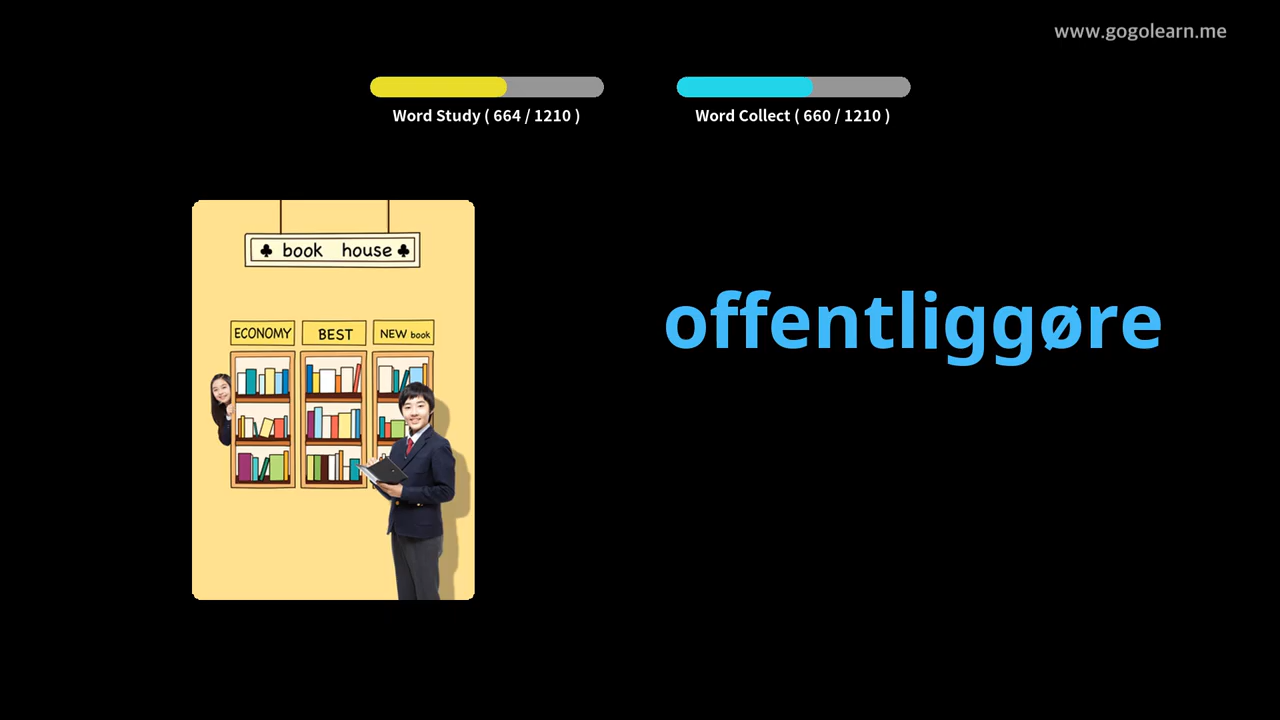 www.gogolearn.me
Word Study ( 664 / 1210 )
Word Collect ( 660 / 1210 )
♣ book house ♣
ECONOMY
BEST
NEW book
offentliggøre